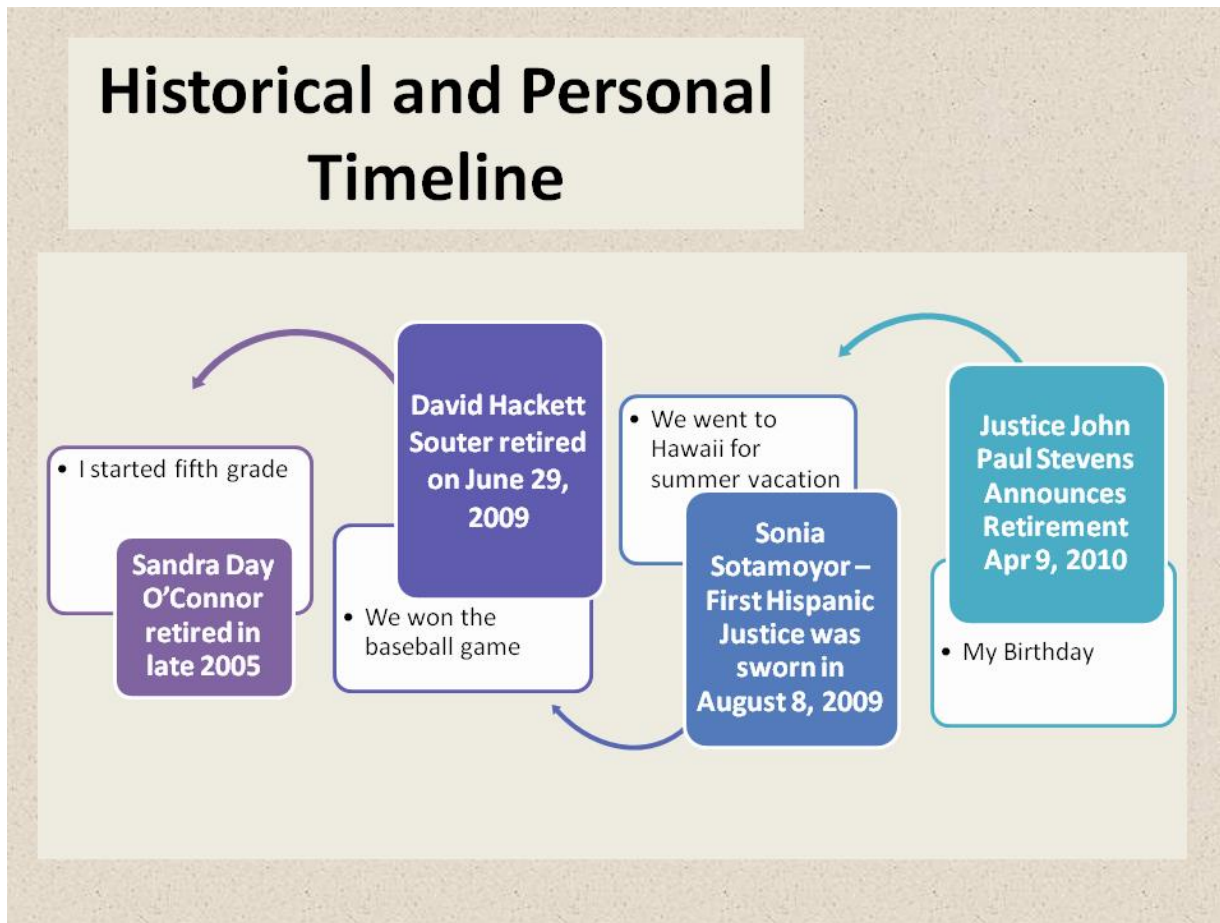 Historical and Personal
Timeline
• I started fifth grade
Sandra Day
O’Connor
retired in
late 2005
David Hackett
Souter retired
on June 29,
2009
• We won the
baseball game
• We went to
Hawaii for
summer vacation
Sonia
Sotamoyor –
First Hispanic
Justice was
sworn in
August 8, 2009
Justice John
Paul Stevens
Announces
Retirement
Apr 9, 2010
• My Birthday